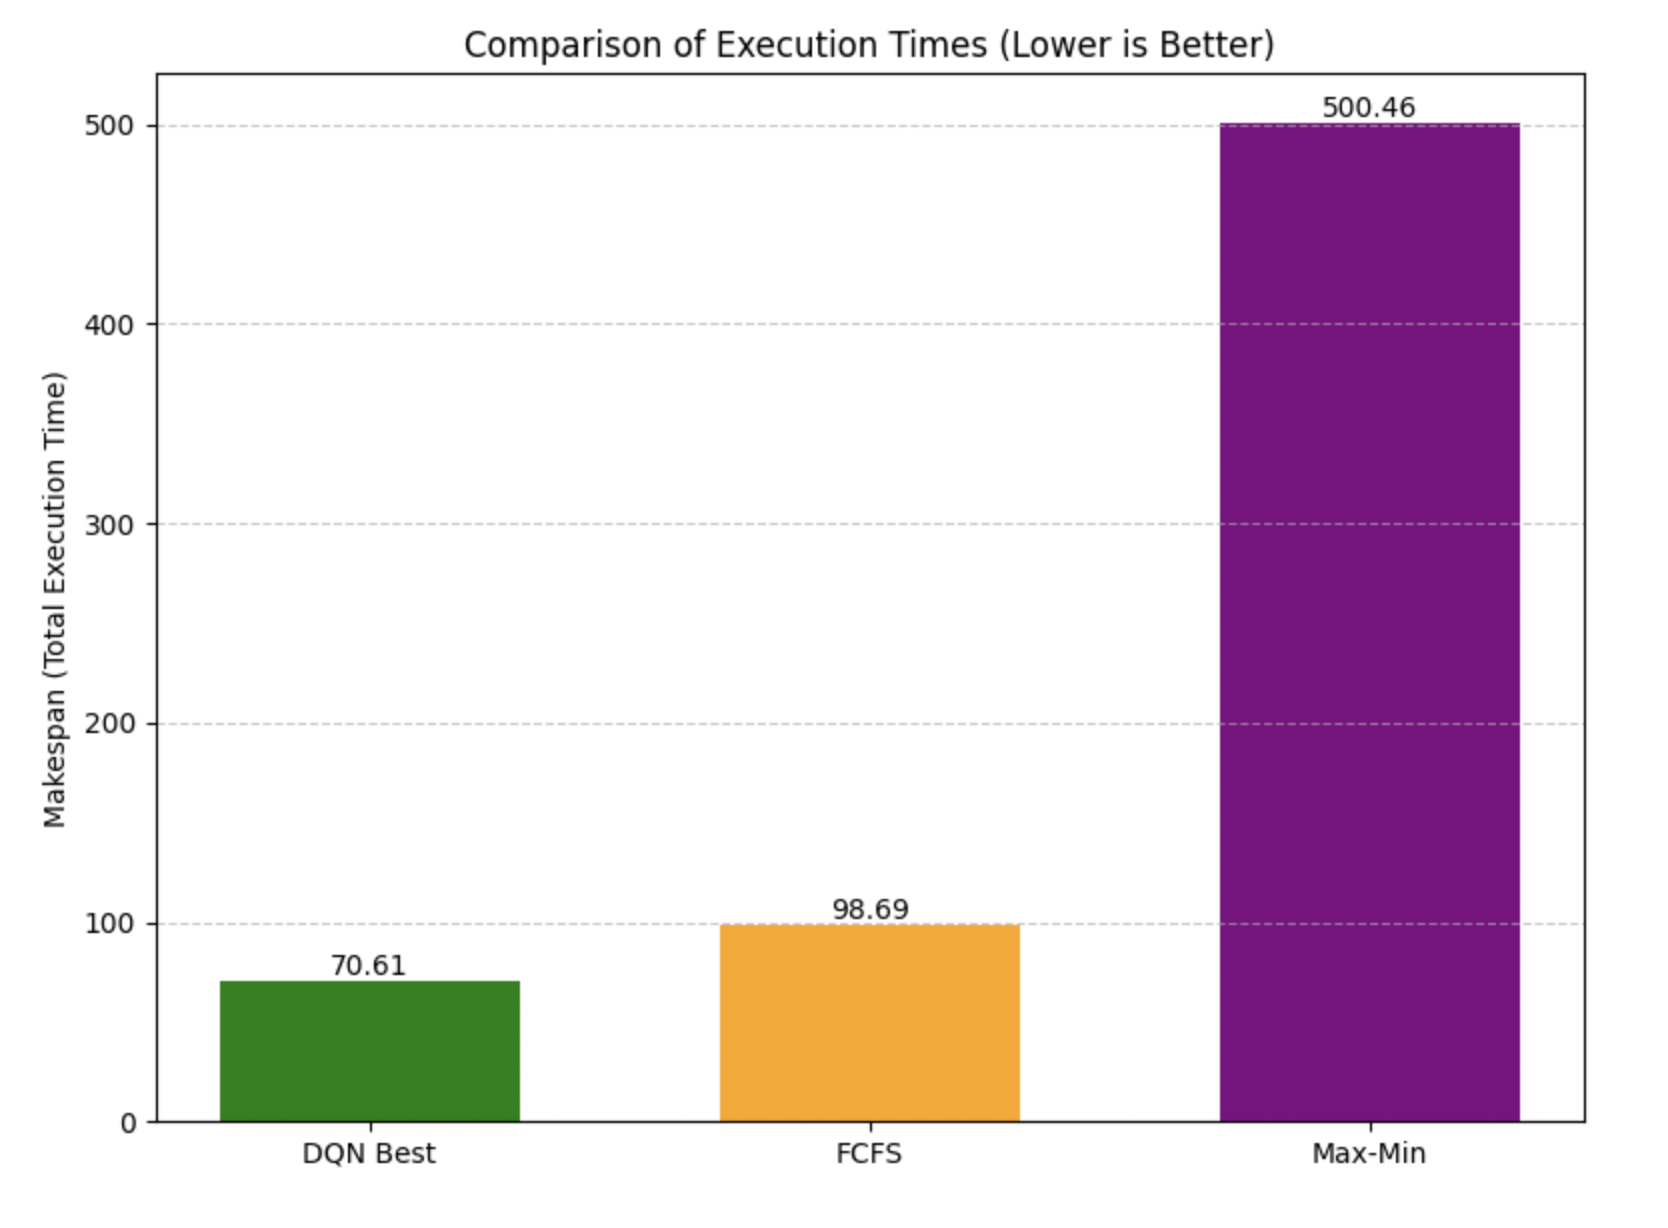 Comparison of Execution Times (Lower is Better)
Makespan (Total Execution Time)
500
400
300
200
100
0
70.61
98.69
500.46
DQN Best
FCFS
Max-Min